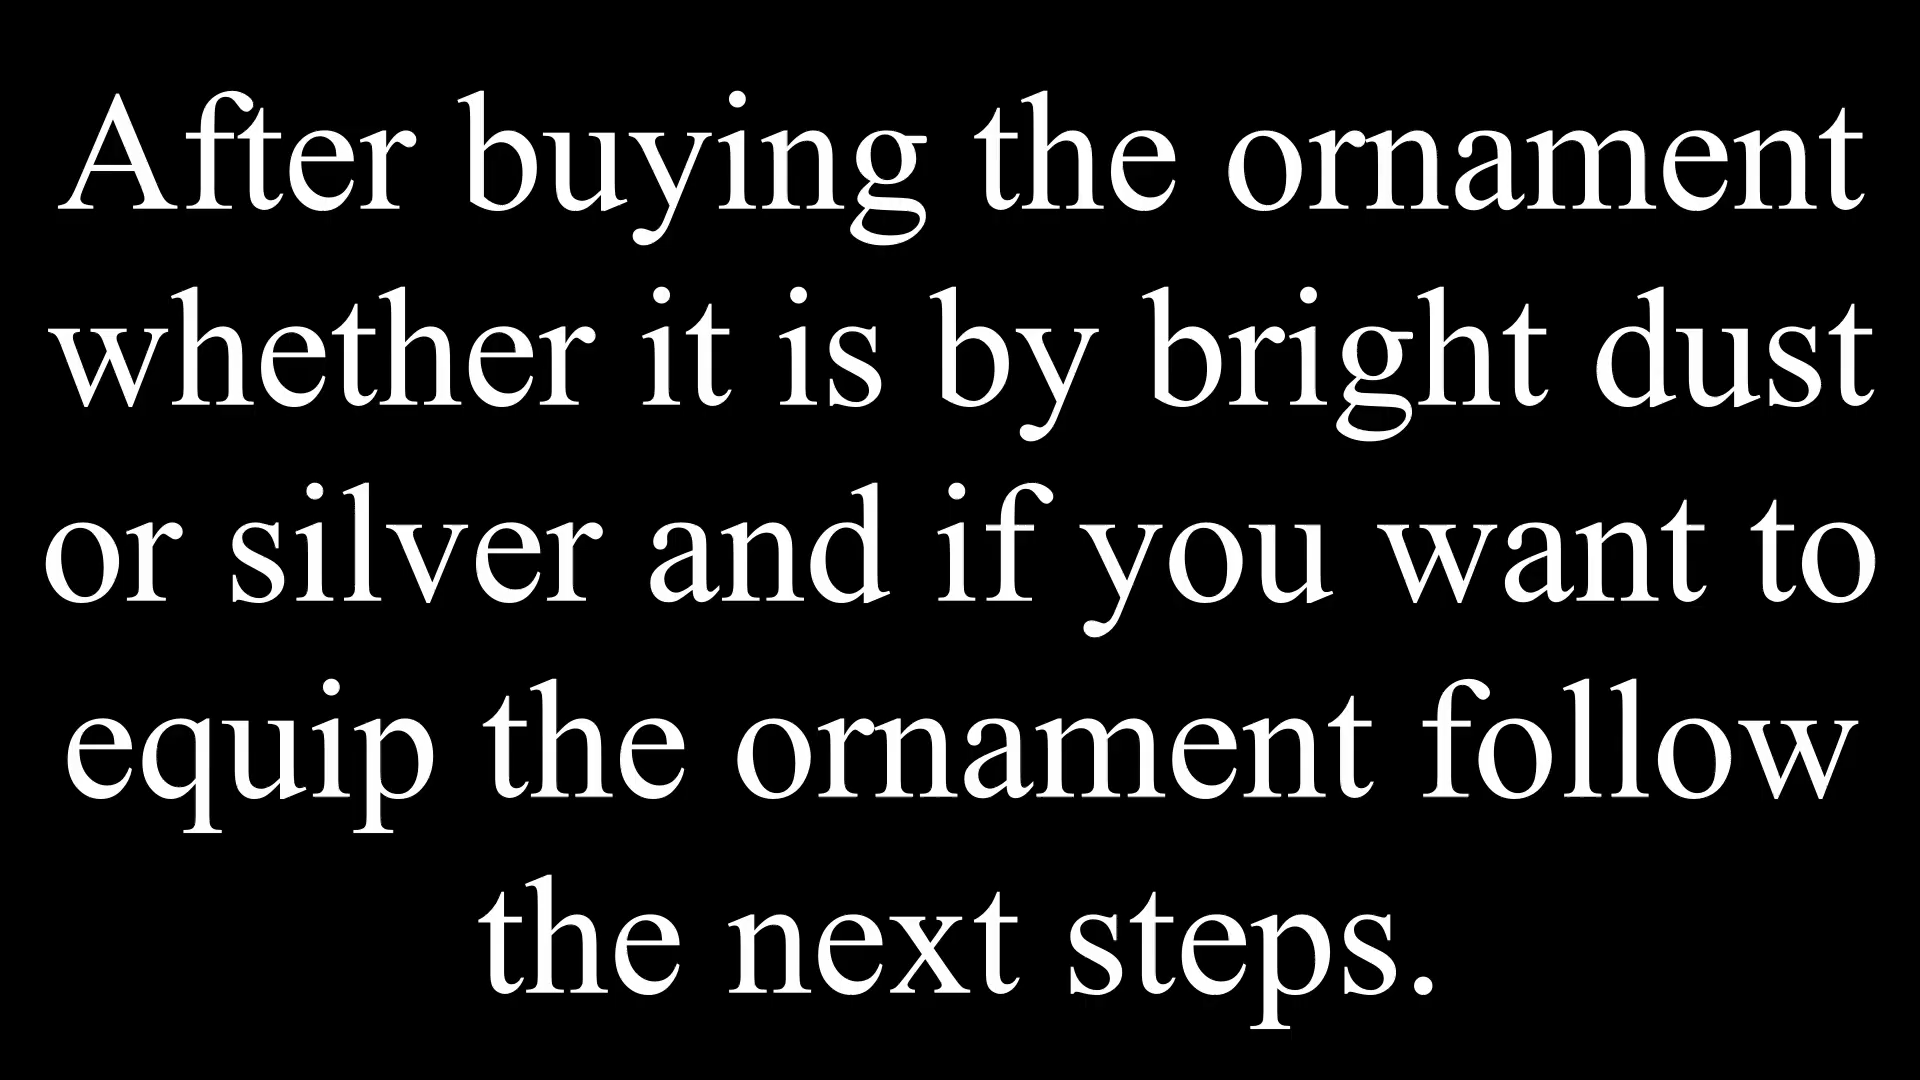 After buying the ornament
whether it is by bright dust
or silver and if you want to
equip the ornament follow
the next steps.